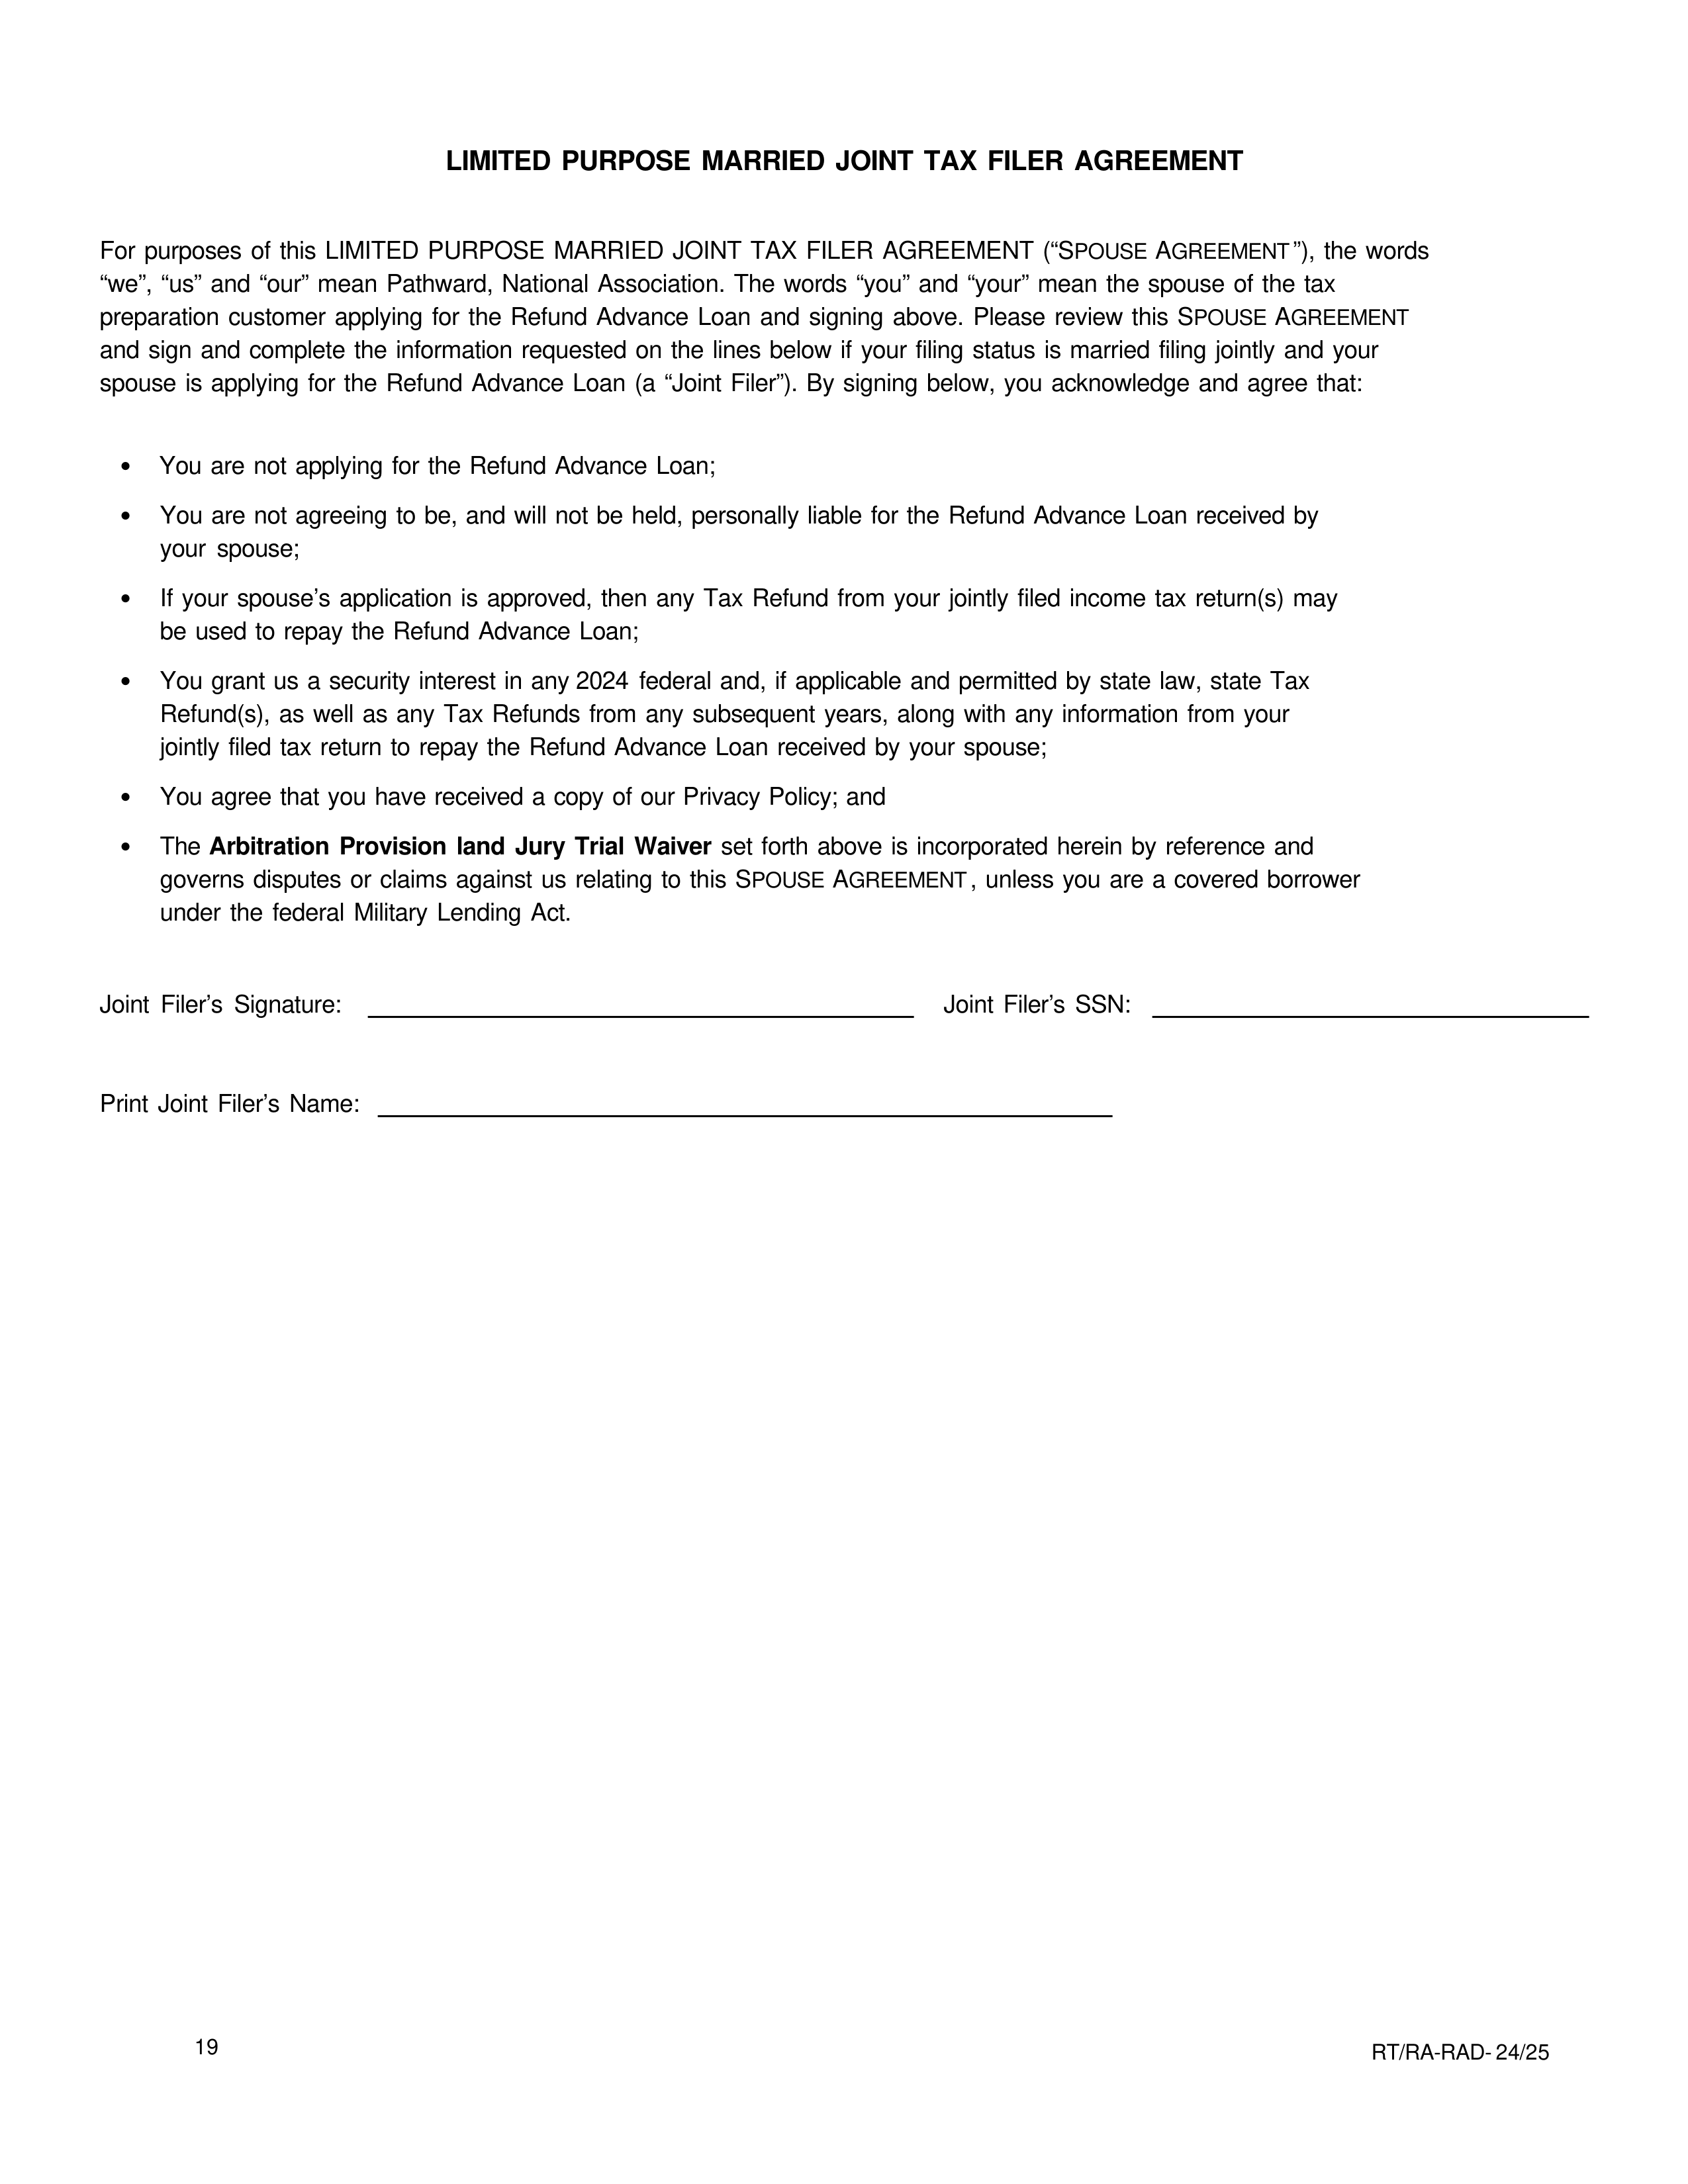 LIMITED PURPOSE MARRIED JOINT TAX FILER AGREEMENT
For purposes of this LIMITED PURPOSE MARRIED JOINT TAX FILER AGREEMENT (“SPOUSE AGREEMENT”), the words
“we”, “us” and “our” mean Pathward, National Association. The words “you” and “your” mean the spouse of the tax
preparation customer applying for the Refund Advance Loan and signing above. Please review this SPOUSE AGREEMENT
and sign and complete the information requested on the lines below if your filing status is married filing jointly and your
spouse is applying for the Refund Advance Loan (a “Joint Filer”). By signing below, you acknowledge and agree that:
• You are not applying for the Refund Advance Loan;
• You are not agreeing to be, and will not be held, personally liable for the Refund Advance Loan received by
your spouse;
• If your spouse’s application is approved, then any Tax Refund from your jointly filed income tax return(s) may
be used to repay the Refund Advance Loan;
• You grant us a security interest in any 2024 federal and, if applicable and permitted by state law, state Tax
Refund(s), as well as any Tax Refunds from any subsequent years, along with any information from your
jointly filed tax return to repay the Refund Advance Loan received by your spouse;
• You agree that you have received a copy of our Privacy Policy; and
• The Arbitration Provision land Jury Trial Waiver set forth above is incorporated herein by reference and
governs disputes or claims against us relating to this SPOUSE AGREEMENT, unless you are a covered borrower
under the federal Military Lending Act.
Joint Filer’s Signature: Joint Filer’s SSN:
Print Joint Filer’s Name:
19 RT/RA-RAD- 24/25